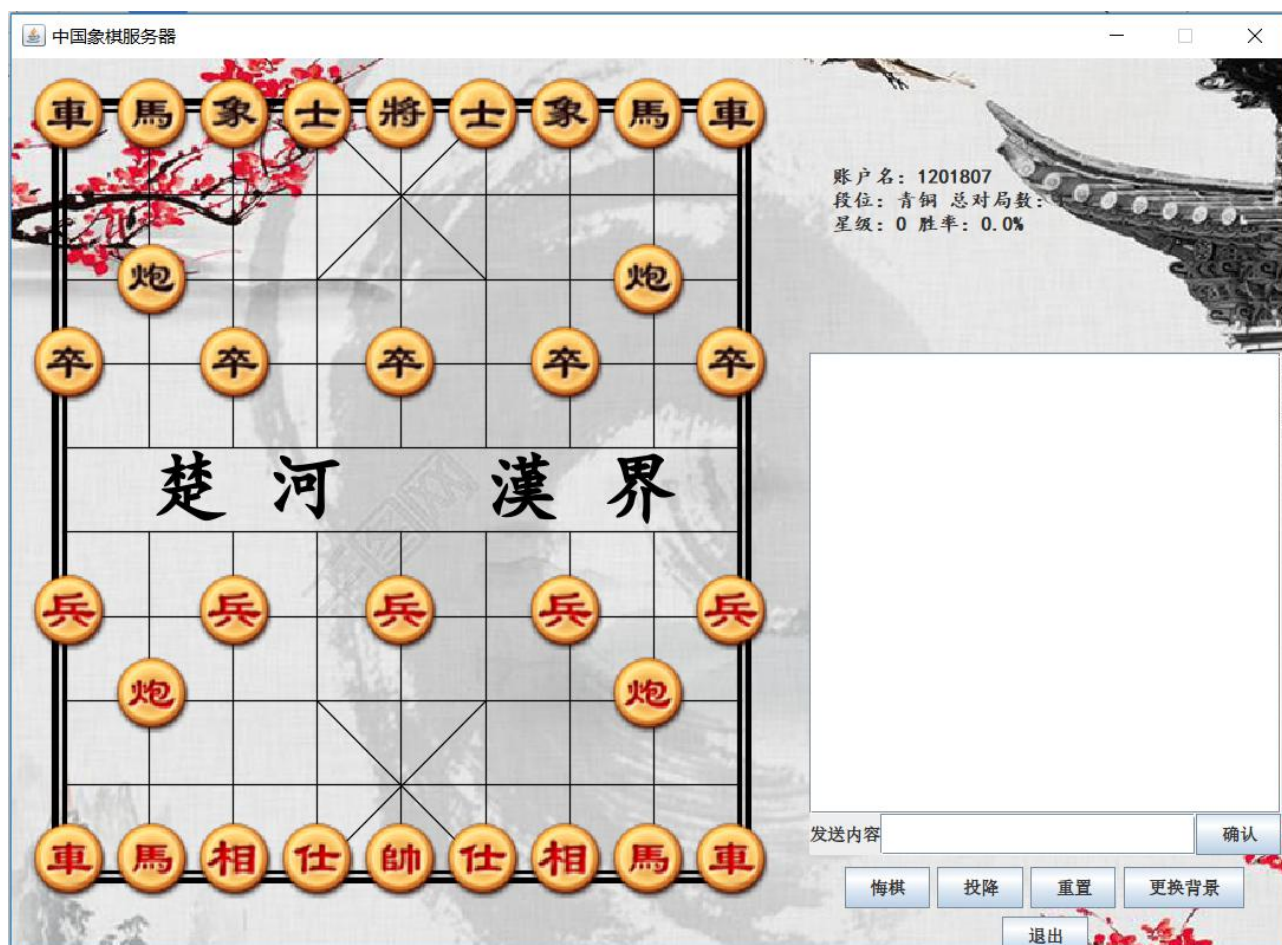 中国象棋服务器
車馬象士將士象馬車
账户名：1201807
段位：青铜 总对局数：
星级：0 胜率：0.0%
炮 炮
卒 卒 卒 卒 卒
楚 河 漢 界
兵 兵 兵 兵 兵
炮 炮
車馬相仕帥仕相馬車
发送内容
确认
悔棋 投降 重置 更换背景
退出